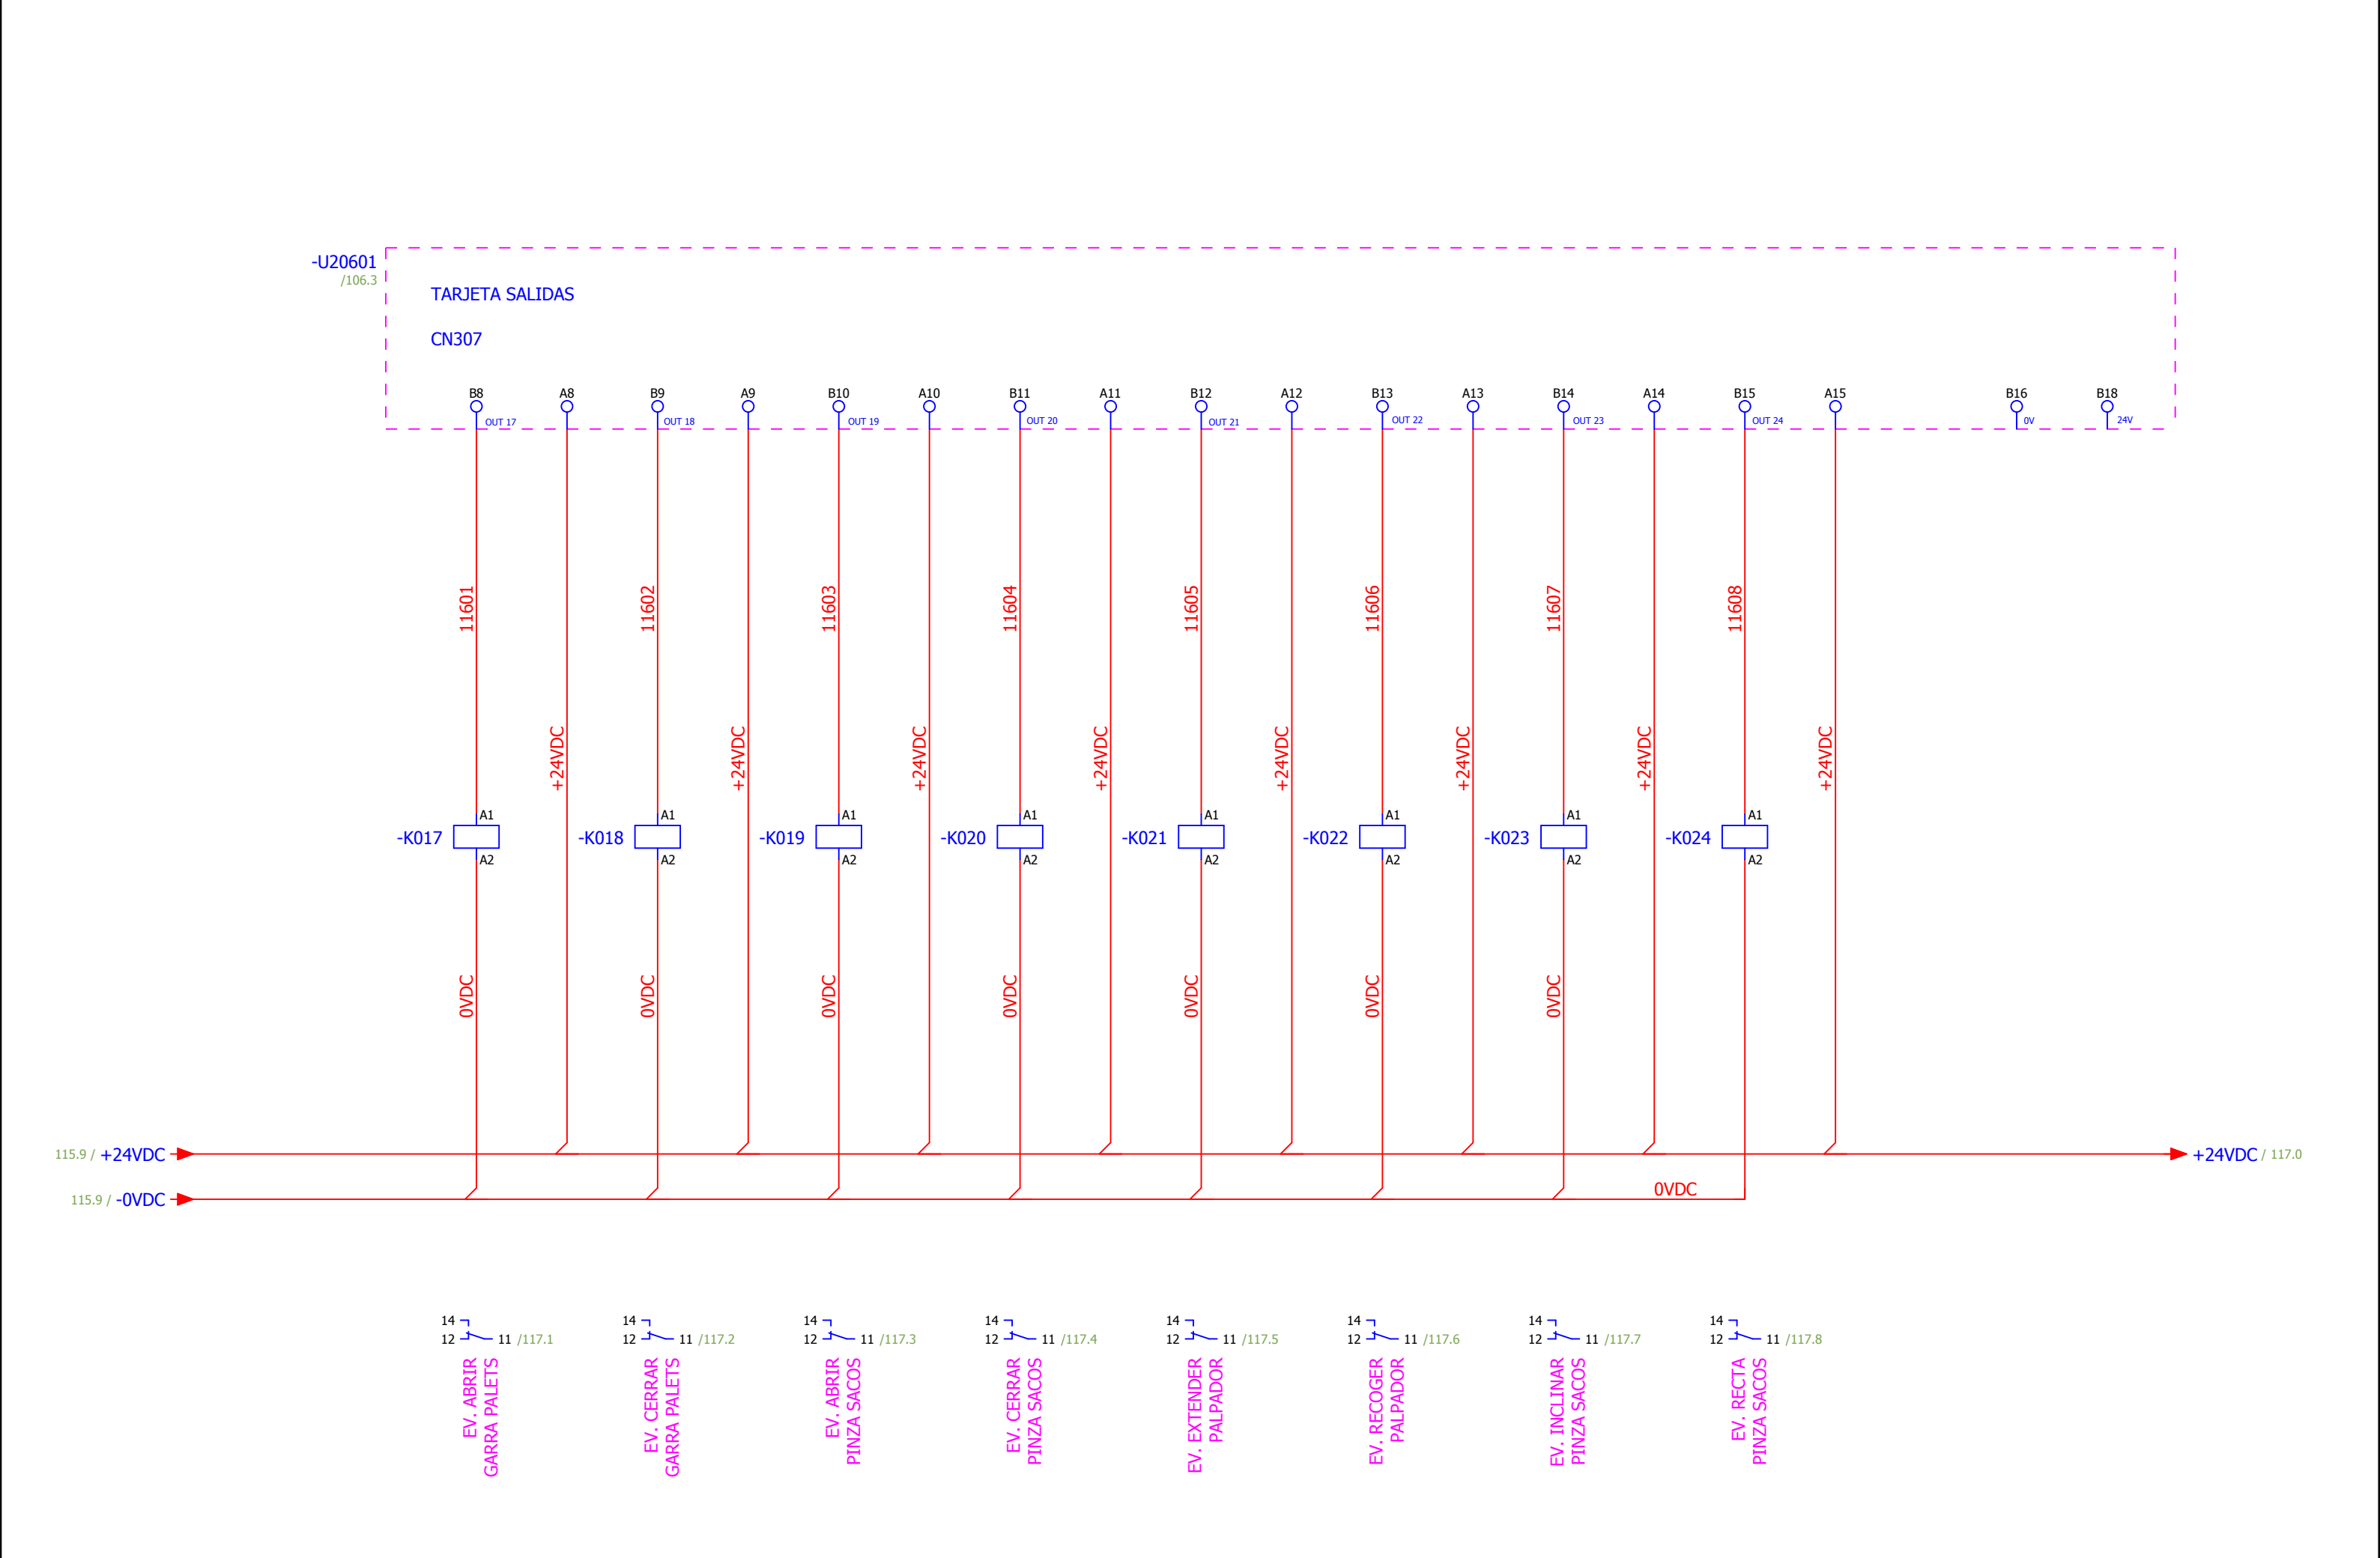 -U20601
/106.3
TARJETA SALIDAS
CN307
B8 A8 B9 A9 B10 A10 B11 A11 B12 A12 B13 A13 B14 A14 B15 A15 B16 B18
OUT 17 OUT 18 OUT 19 OUT 20 OUT 21 OUT 22 OUT 23 OUT 24 0V 24V
11601 11602 11603 11604 11605 11606 11607 11608
+24VDC +24VDC +24VDC +24VDC +24VDC +24VDC +24VDC +24VDC
A1 A1 A1 A1 A1 A1 A1 A1
-K017 -K018 -K019 -K020 -K021 -K022 -K023 -K024
A2 A2 A2 A2 A2 A2 A2 A2
0VDC 0VDC 0VDC 0VDC 0VDC 0VDC 0VDC
115.9 / +24VDC +24VDC / 117.0
115.9 / -0VDC 0VDC
14 14 14 14 14 14 14 14
12 11 /117.1 12 11 /117.2 12 11 /117.3 12 11 /117.4 12 11 /117.5 12 11 /117.6 12 11 /117.7 12 11 /117.8
EV. ABRIR
GARRA PALETS
EV. CERRAR
GARRA PALETS
EV. ABRIR
PINZA SACOS
EV. CERRAR
PINZA SACOS
EV. EXTENDER
PALPADOR
EV. RECOGER
PALPADOR
EV. INCLINAR
PINZA SACOS
EV. RECTA
PINZA SACOS